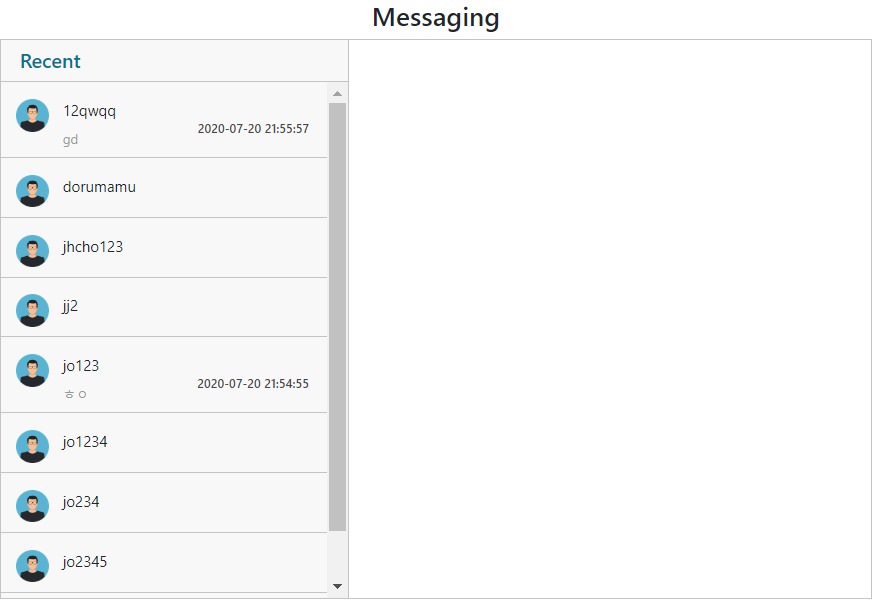 Messaging
Recent
12qwqq
2020-07-20 21:55:57
gd
dorumamu
jhcho123
jj2
jo123
2020-07-20 21:54:55
ㅎㅇ
jo1234
jo234
jo2345